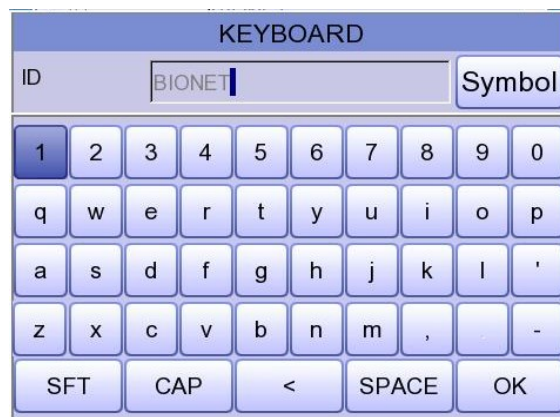 KEYBOARD
ID BIONET Symbol
1 2 3 4 5 6 7 8 9 0
q w e r t y u i o p
a s d f g h j k l '
z x c v b n m , . -
SFT CAP < SPACE OK